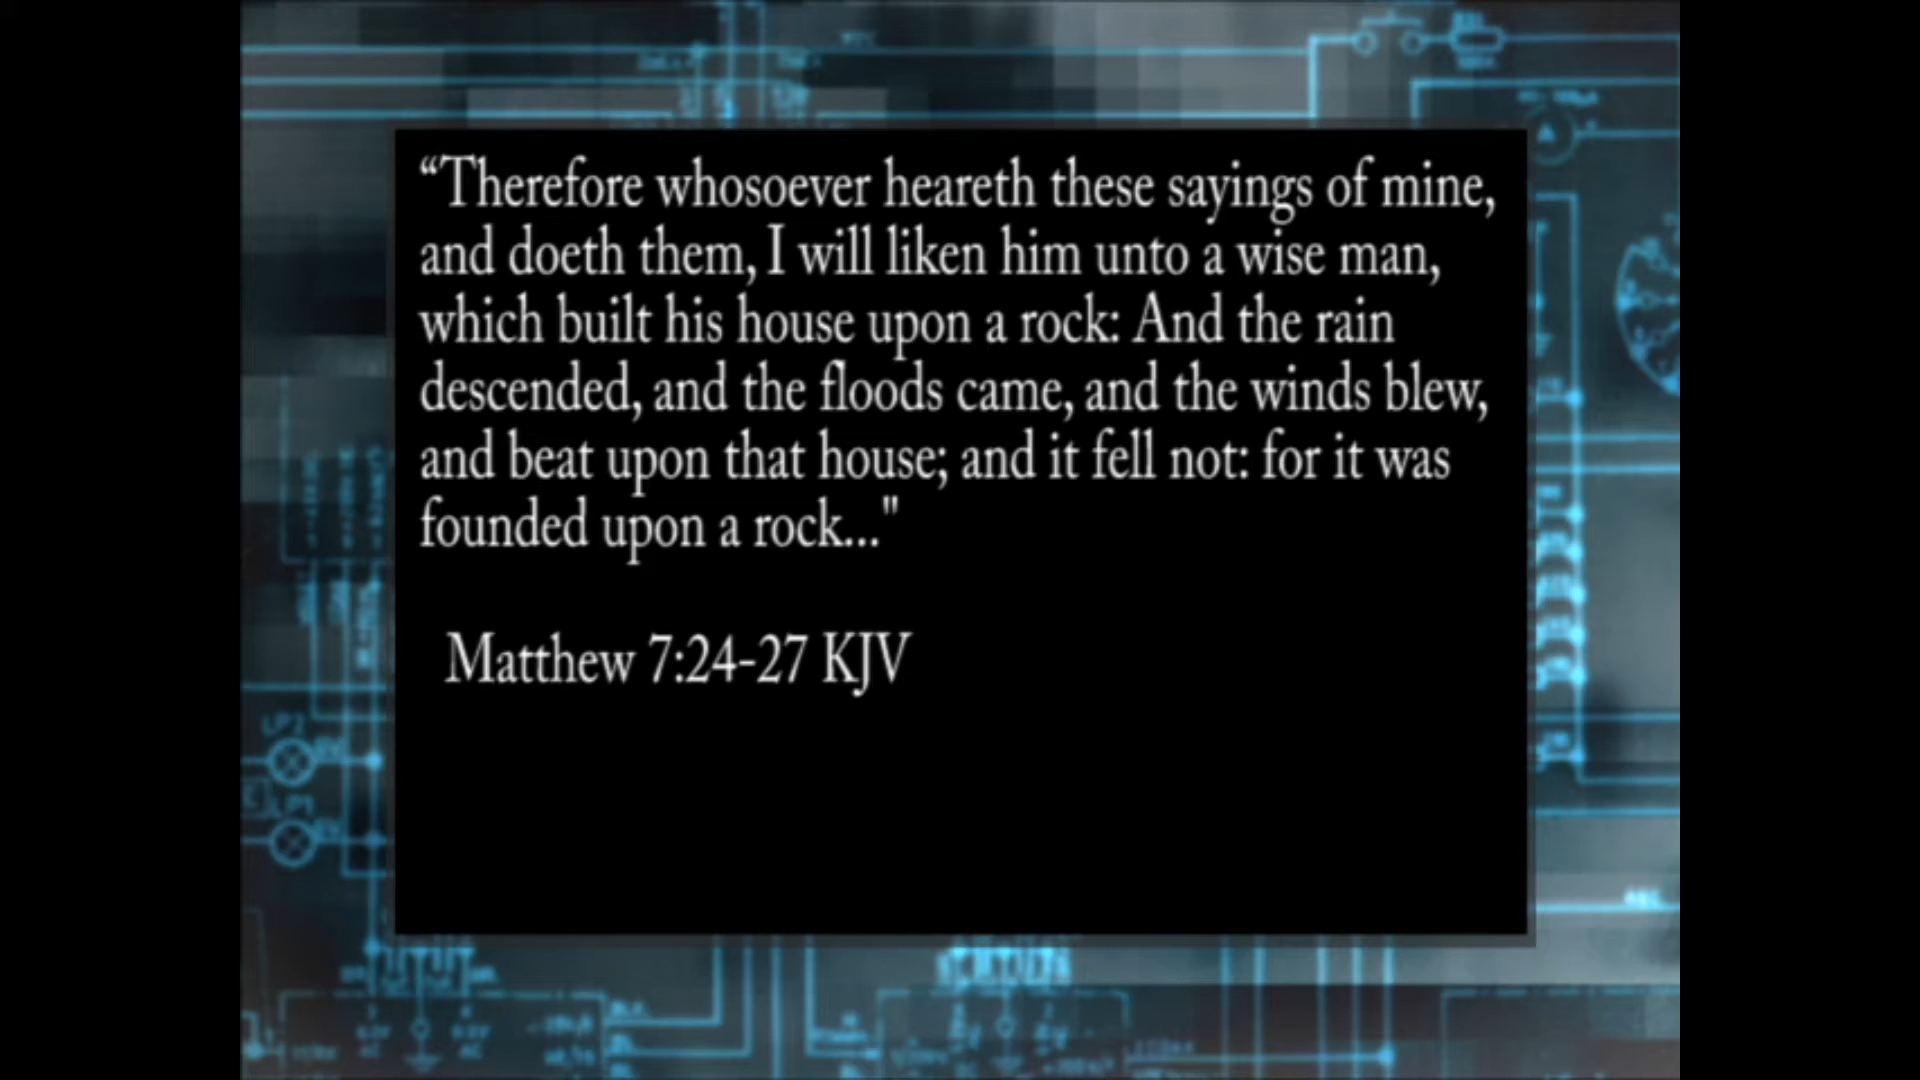 “Therefore whosoever heareth these sayings of mine,
and doeth them, I will liken him unto a wise man,
which built his house upon a rock: And the rain
descended, and the floods came, and the winds blew,
and beat upon that house; and it fell not: for it was
founded upon a rock..."
Matthew 7:24-27 KJV
LP2
LP1